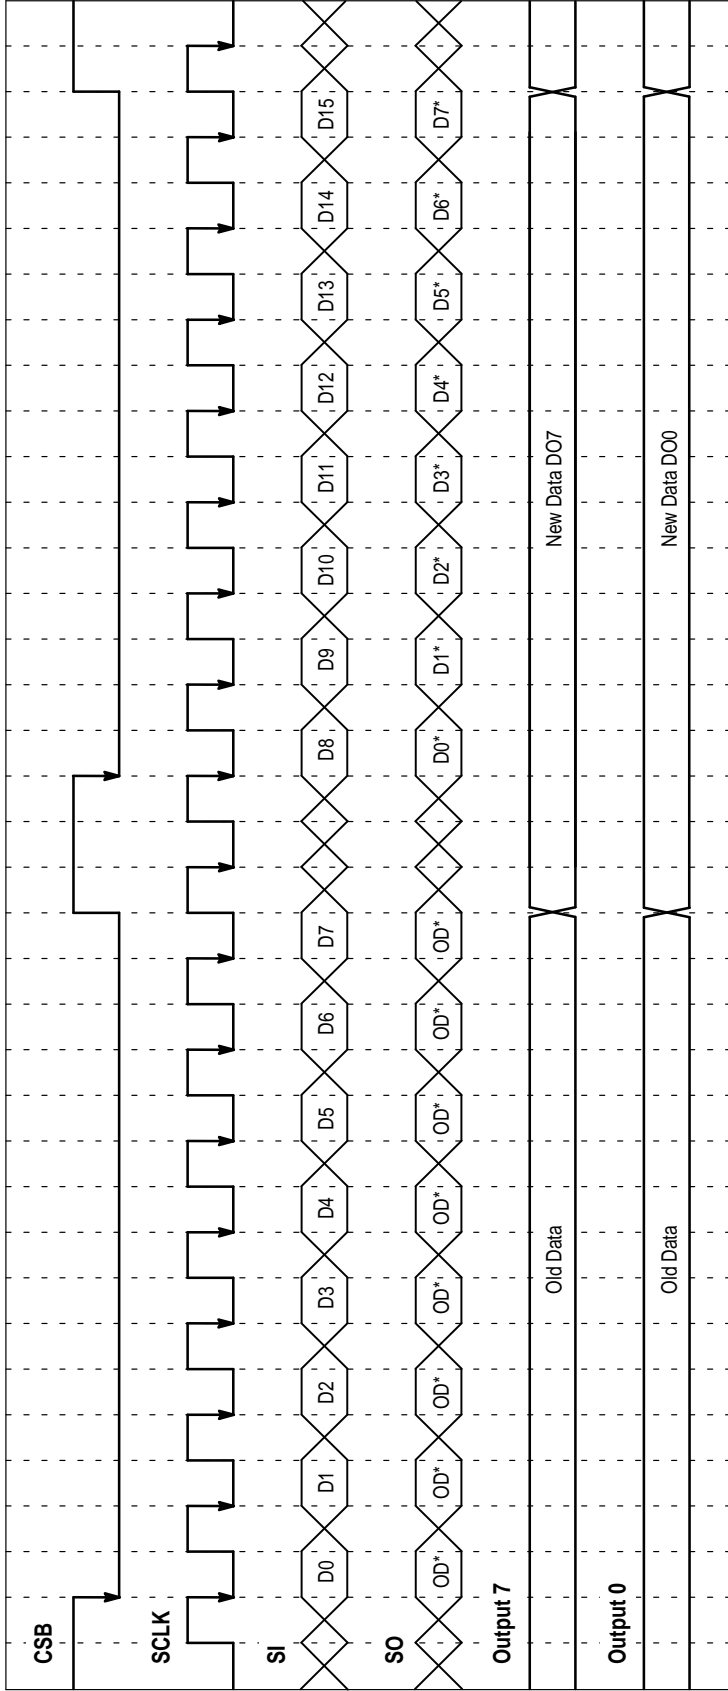 CSB
SCLK
SI D0 D1 D2 D3 D4 D5 D6 D7 D8 D9 D10 D11 D12 D13 D14 D15
SO OD* OD* OD* OD* OD* OD* OD* OD* D0* D1* D2* D3* D4* D5* D6* D7*
Output 7 Old Data New Data DO7
Output 0 Old Data New Data DO0